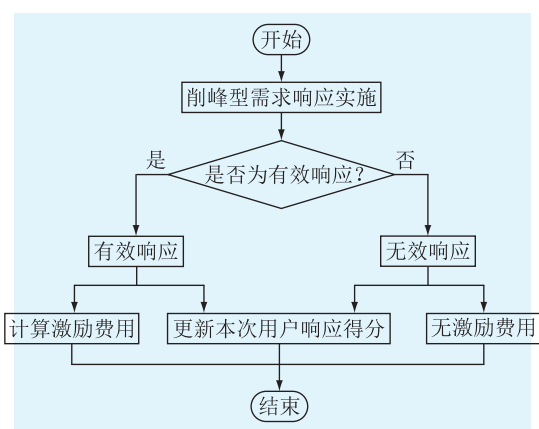 开始
削峰型需求响应实施
是
否
是否为有效响应?
有效响应
无效响应
计算激励费用
更新本次用户响应得分
无激励费用
结束